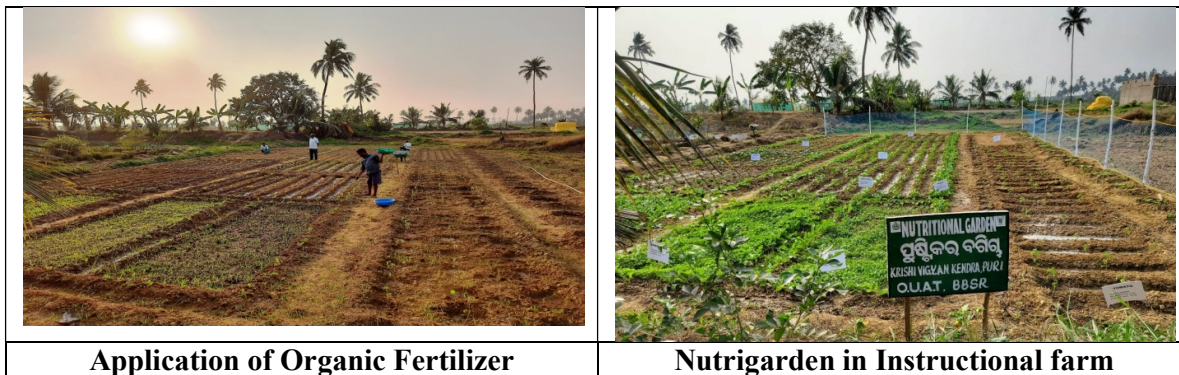 NUTRITIONAL GARDEN
ପୁଷ୍ଟିକର ବଗିଚା
KRISHI VIGYAN KENDRA, PURI
O.U.A.T. BBSR
Application of Organic Fertilizer
Nutrigarden in Instructional farm